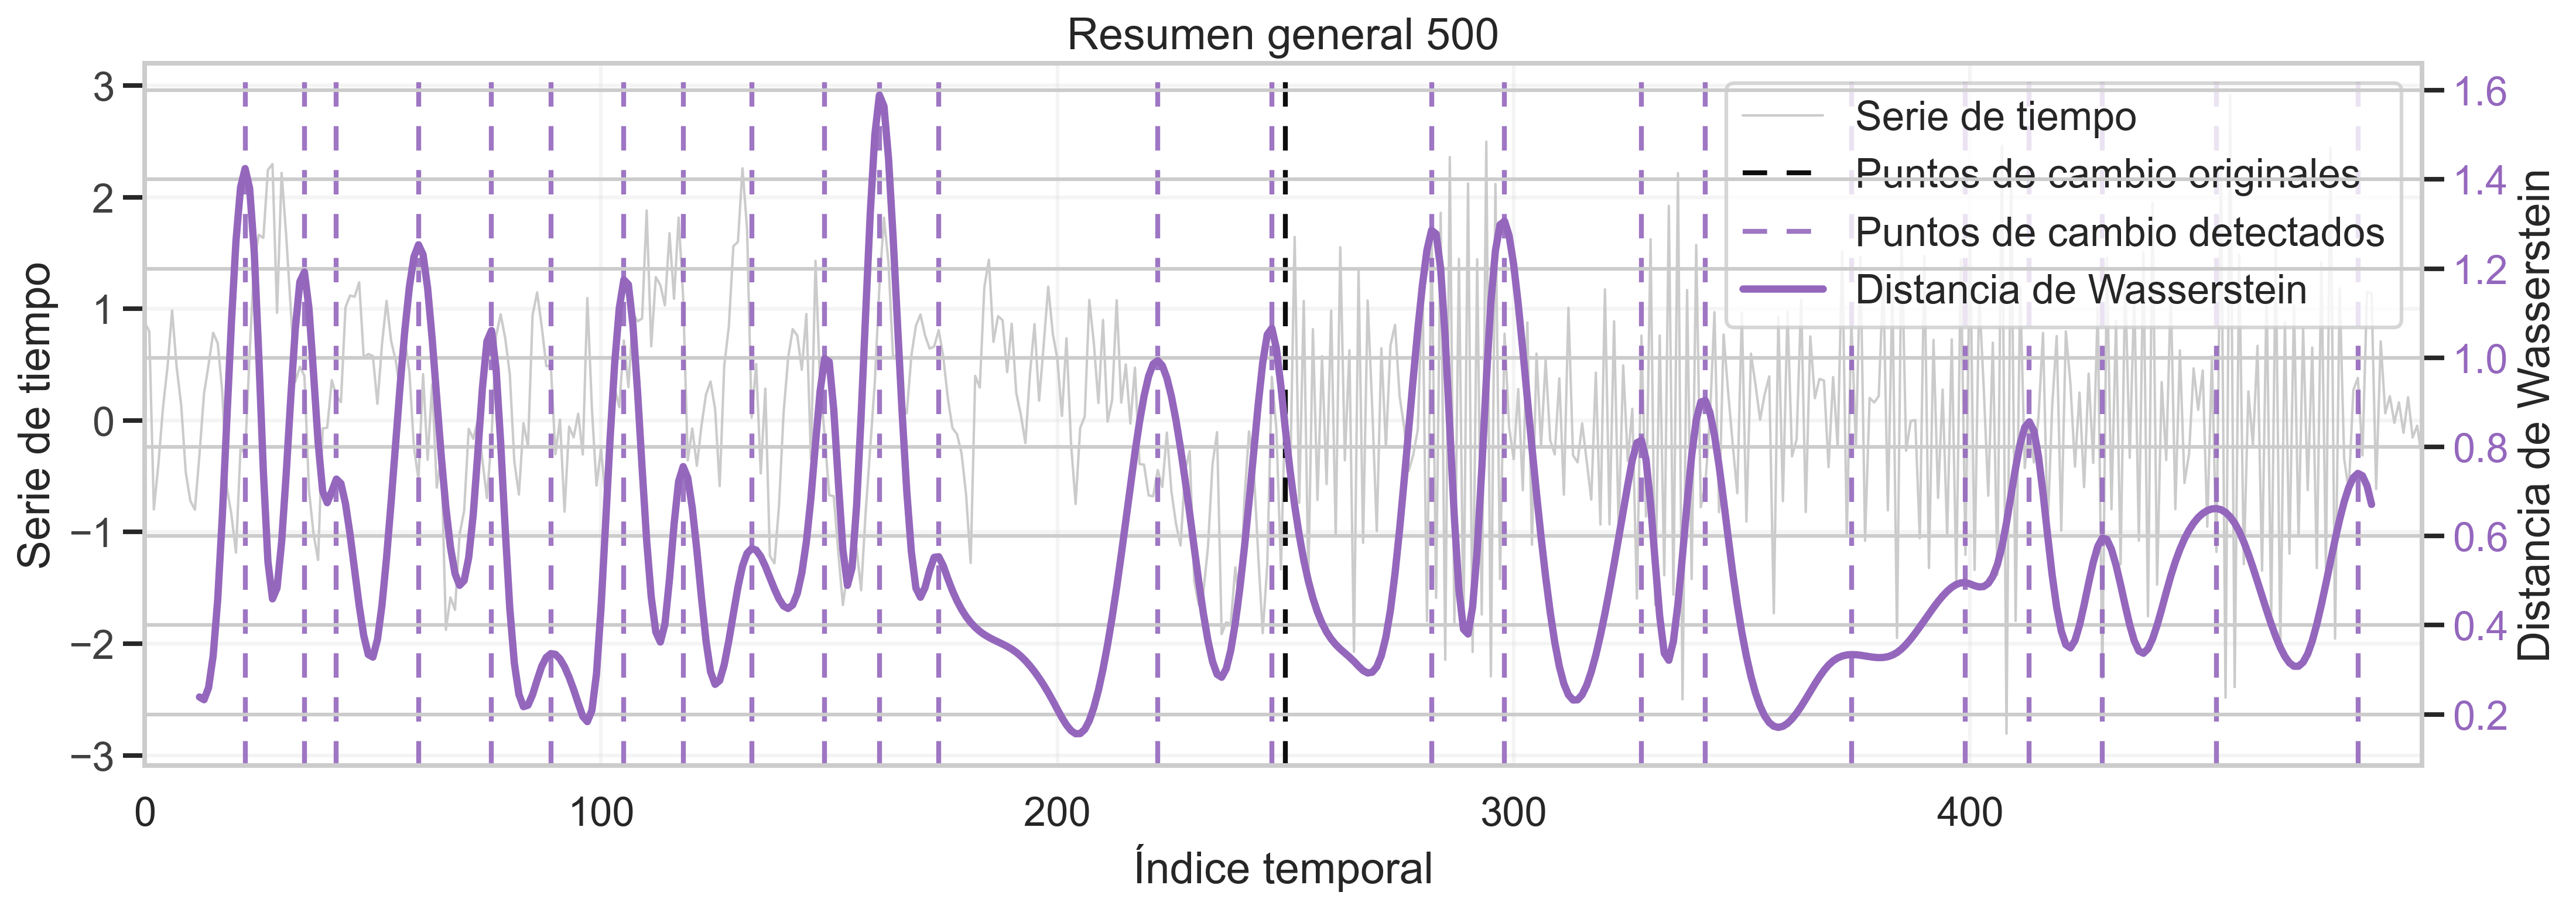 Resumen general 500
3
2
1
0
−1
−2
−3
Serie de tiempo
1.6
1.4
1.2
1.0
0.8
0.6
0.4
0.2
Distancia de Wasserstein
Serie de tiempo
Puntos de cambio originales
Puntos de cambio detectados
Distancia de Wasserstein
0
100
200
300
400
Índice temporal